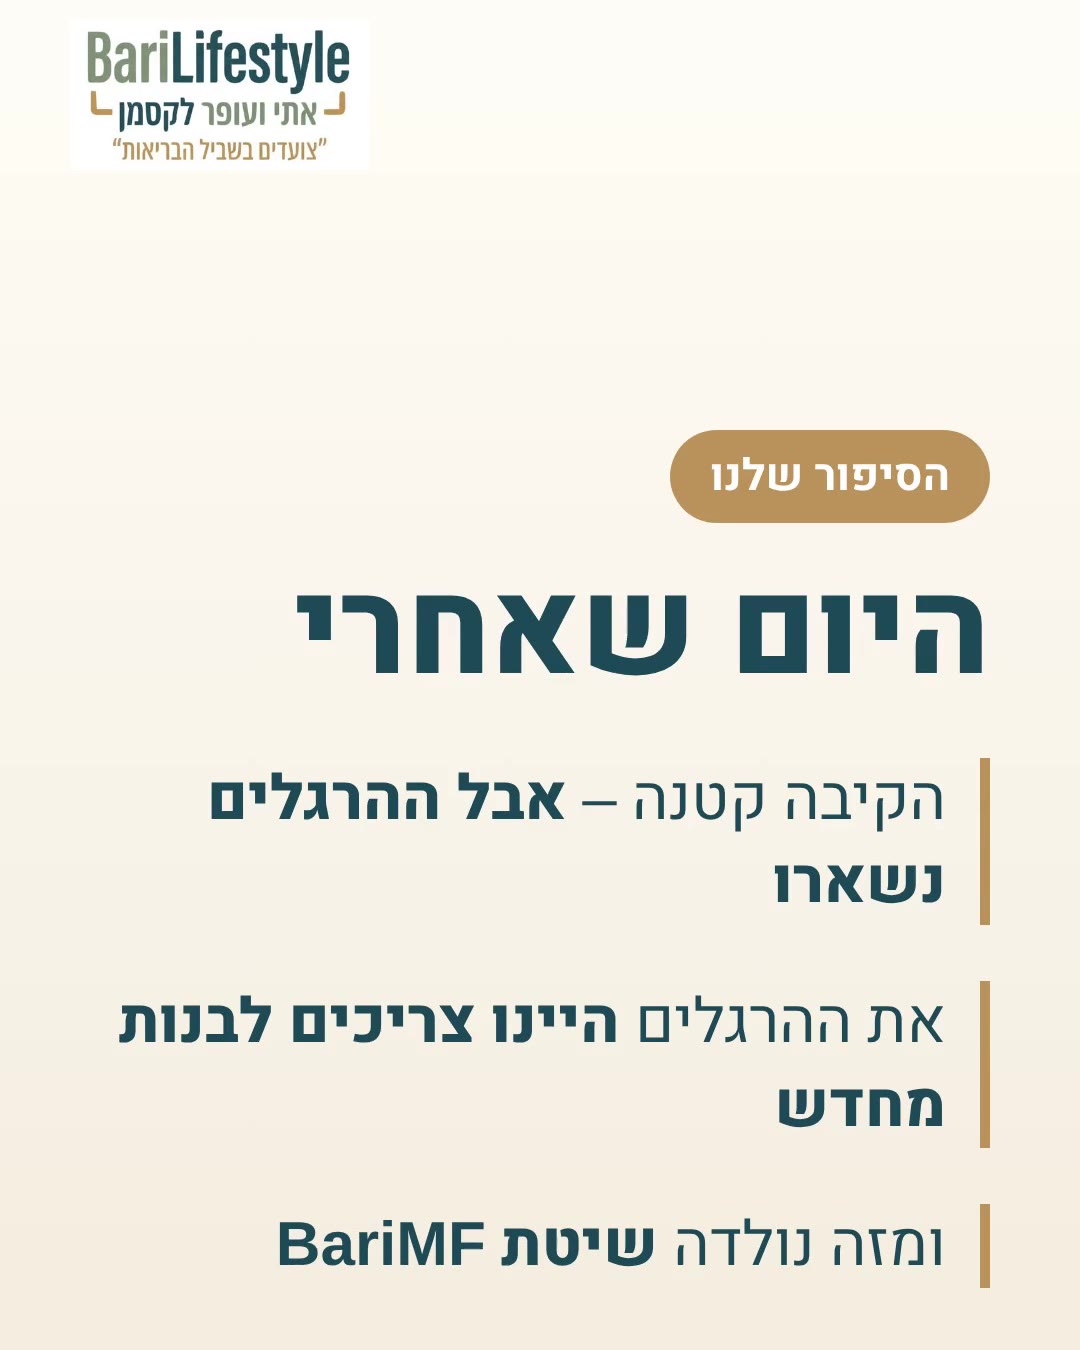 BariLifestyle
אתי ועופר לקסמן
"צועדים בשביל הבריאות"
הסיפור שלנו
היום שאחרי
הקיבה קטנה – אבל ההרגלים
נשארו
את ההרגלים היינו צריכים לבנות
מחדש
ומזה נולדה שיטת BariMF